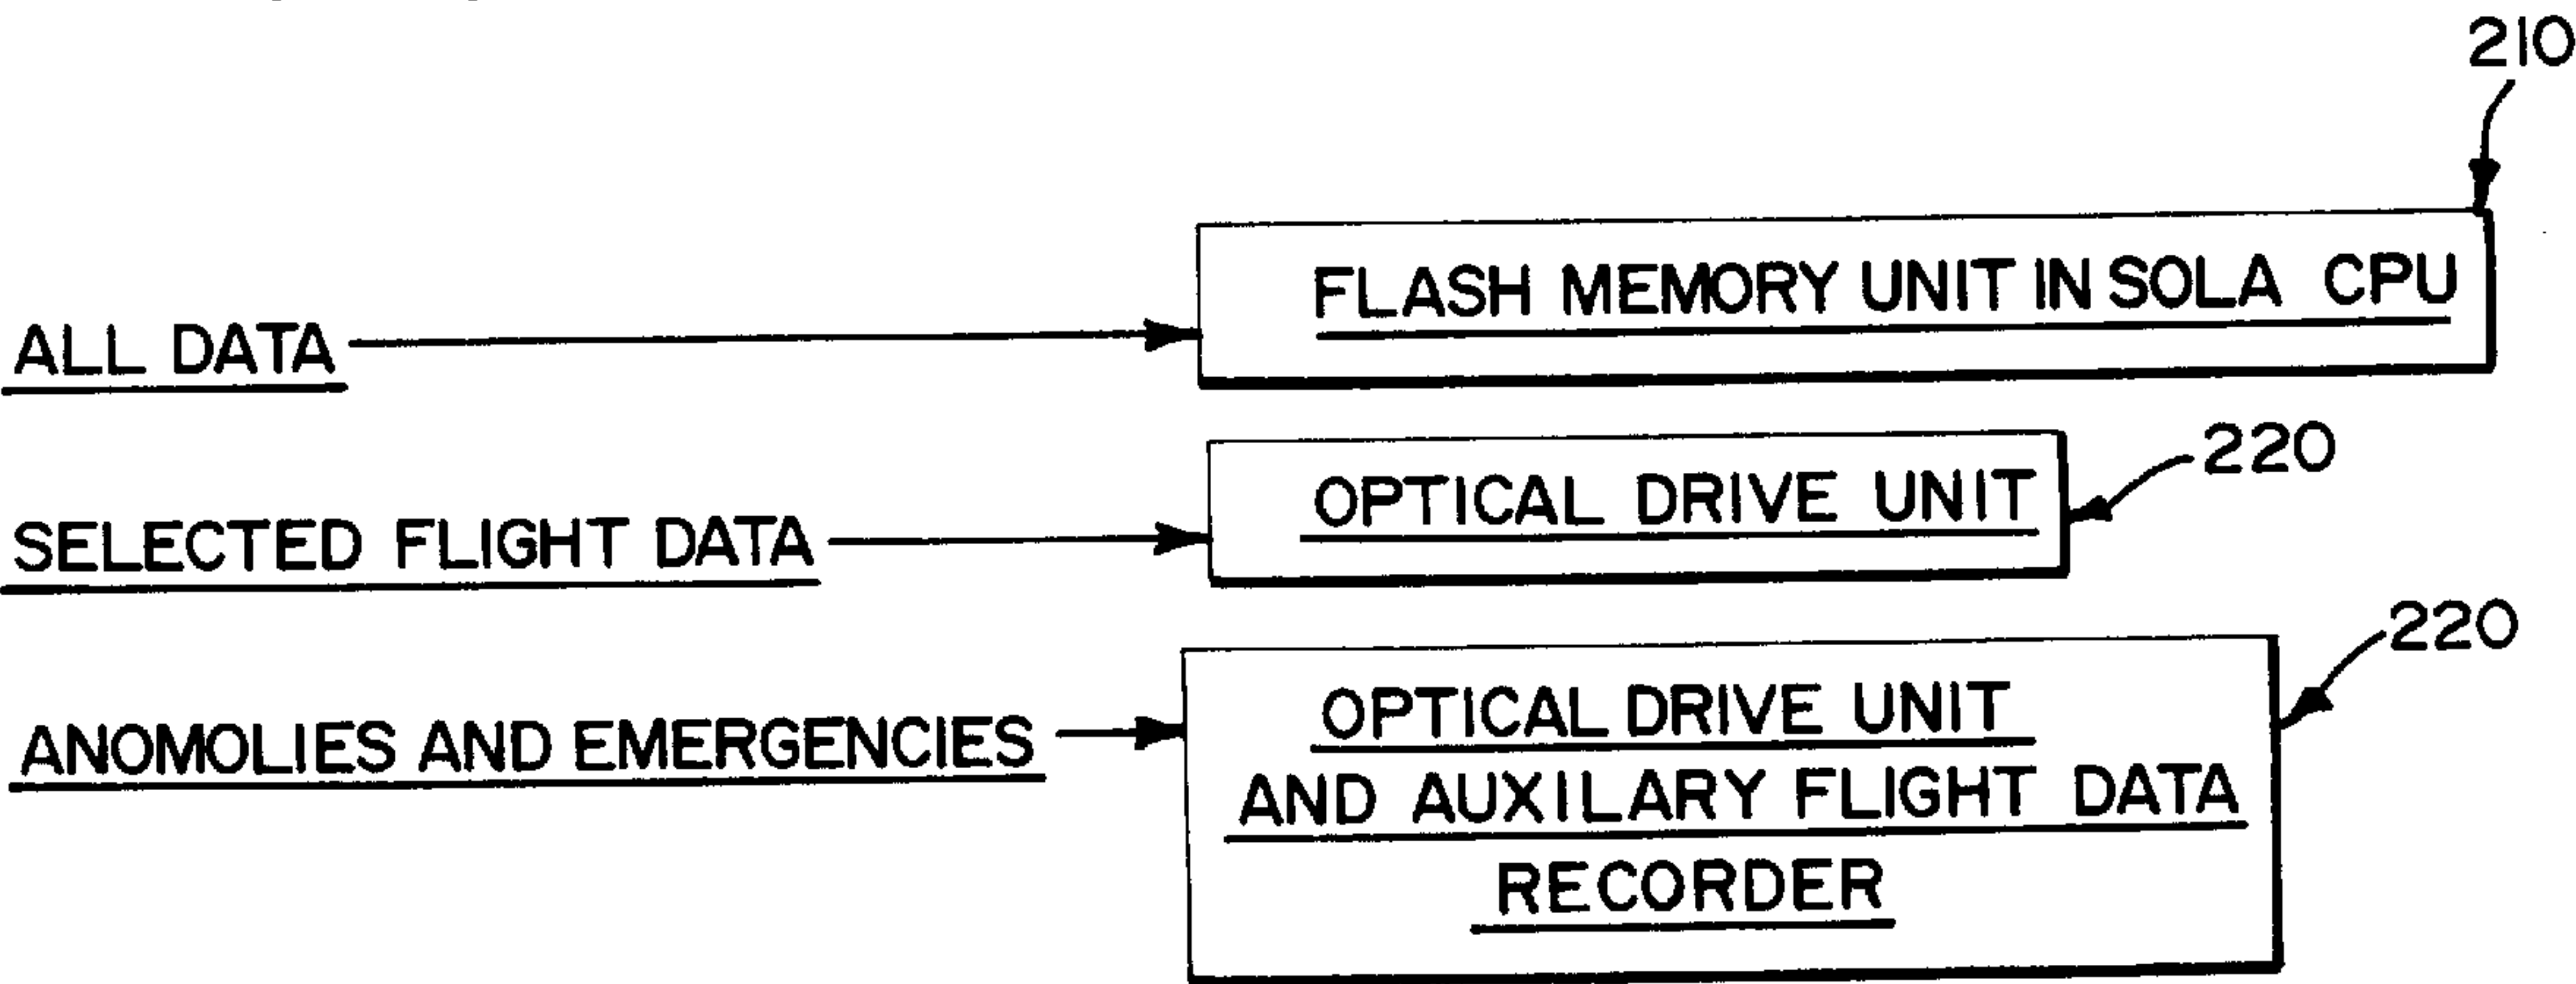 210
FLASH MEMORY UNIT IN SOLA CPU
ALL DATA
220
OPTICAL DRIVE UNIT
SELECTED FLIGHT DATA
220
OPTICAL DRIVE UNIT
ANOMOLIES AND EMERGENCIES
AND AUXILARY FLIGHT DATA
RECORDER